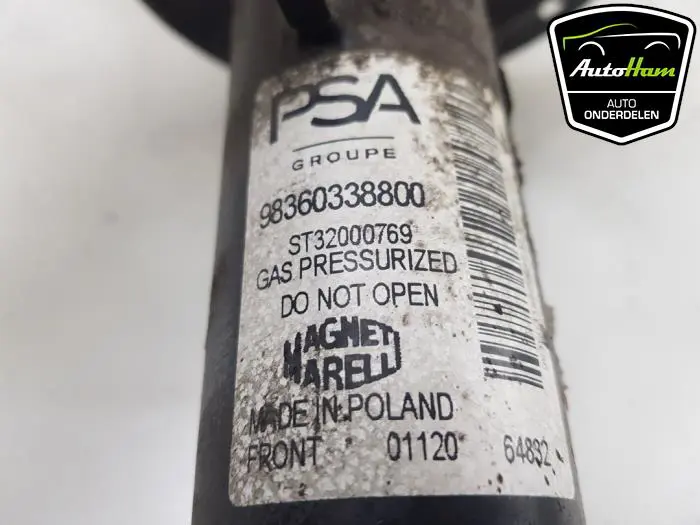 AutoHam
AUTO
ONDERDELEN
PSA
GROUPE
98360338800
ST32000769
GAS PRESSURIZED
DO NOT OPEN
MAGNETI
MARELLI
MADE IN POLAND
FRONT 01120 64832